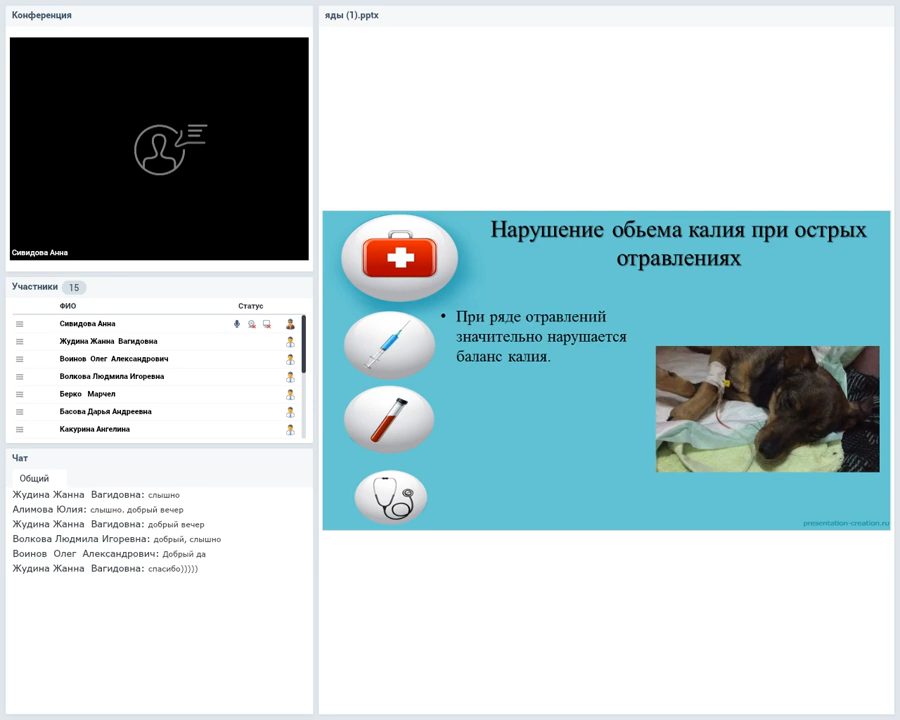 Конференция
Сивидова Анна
Участники 15
ФИО Статус
Сивидова Анна
Жудина Жанна Вагидовна
Воинов Олег Александрович
Волкова Людмила Игоревна
Берко Марчел
Басова Дарья Андреевна
Какурина Ангелина
Чат
Общий
Жудина Жанна Вагидовна: слышно
Алимова Юлия: слышно. добрый вечер
Жудина Жанна Вагидовна: добрый вечер
Волкова Людмила Игоревна: добрый, слышно
Воинов Олег Александрович: Добрый да
Жудина Жанна Вагидовна: спасибо)))))
яды (1).pptx
Нарушение обьема калия при острых
отравлениях
• При ряде отравлений
значительно нарушается
баланс калия.
presentation-creation.ru